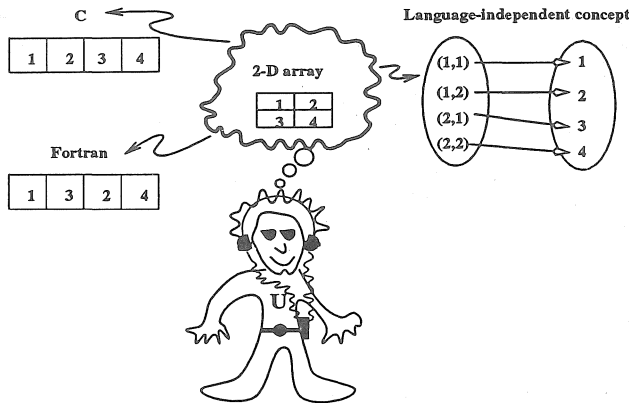 C
1 2 3 4
Fortran
1 3 2 4
2-D array
1 2
3 4
Language-independent concept
(1,1) 1
(1,2) 2
(2,1) 3
(2,2) 4
U